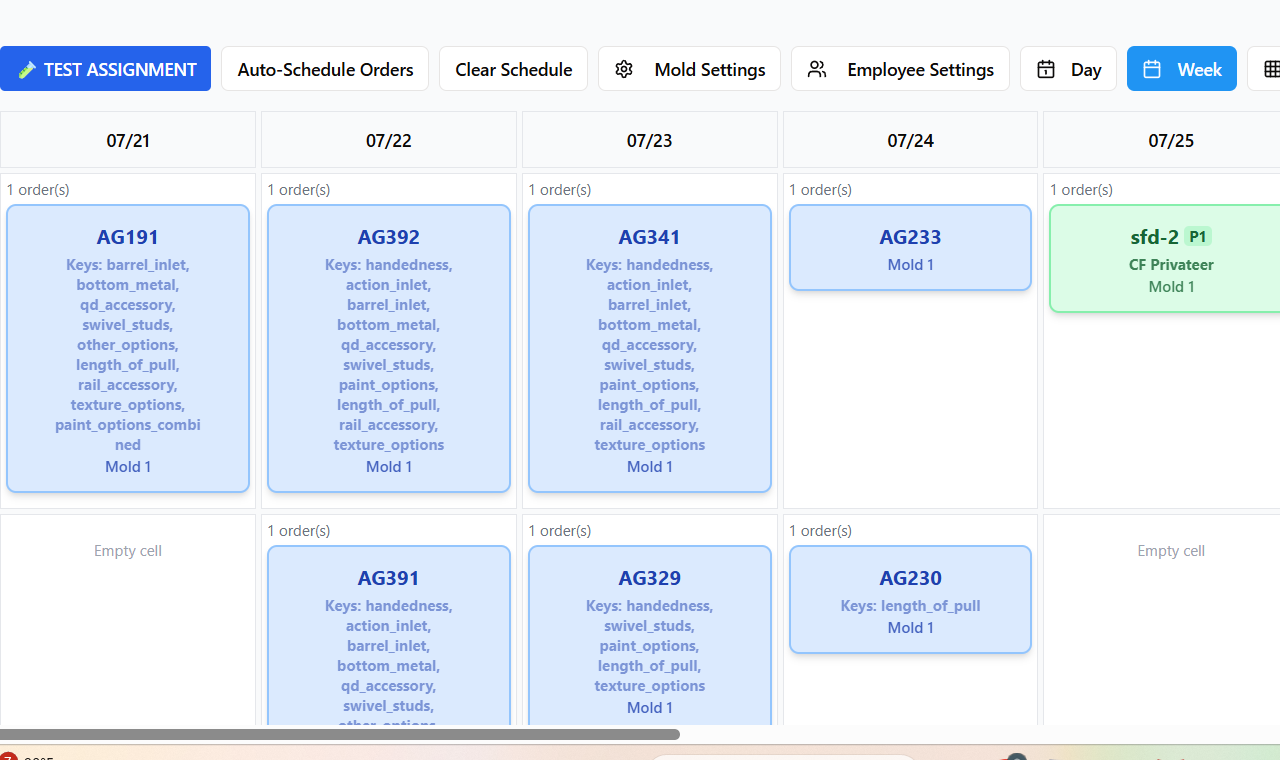 TEST ASSIGNMENT Auto-Schedule Orders Clear Schedule Mold Settings Employee Settings Day Week
07/21 07/22 07/23 07/24 07/25
1 order(s) 1 order(s) 1 order(s) 1 order(s) 1 order(s)
AG191
Keys: barrel_inlet,
bottom_metal,
qd_accessory,
swivel_studs,
other_options,
length_of_pull,
rail_accessory,
texture_options,
paint_options_combi
ned
Mold 1
AG392
Keys: handedness,
action_inlet,
barrel_inlet,
bottom_metal,
qd_accessory,
swivel_studs,
paint_options,
length_of_pull,
rail_accessory,
texture_options
Mold 1
AG341
Keys: handedness,
action_inlet,
barrel_inlet,
bottom_metal,
qd_accessory,
swivel_studs,
paint_options,
length_of_pull,
rail_accessory,
texture_options
Mold 1
AG233
Mold 1
sfd-2 P1
CF Privateer
Mold 1
Empty cell
1 order(s)
AG391
Keys: handedness,
action_inlet,
barrel_inlet,
bottom_metal,
qd_accessory,
swivel_studs,
other_options
1 order(s)
AG329
Keys: handedness,
swivel_studs,
paint_options,
length_of_pull,
texture_options
Mold 1
1 order(s)
AG230
Keys: length_of_pull
Mold 1
Empty cell